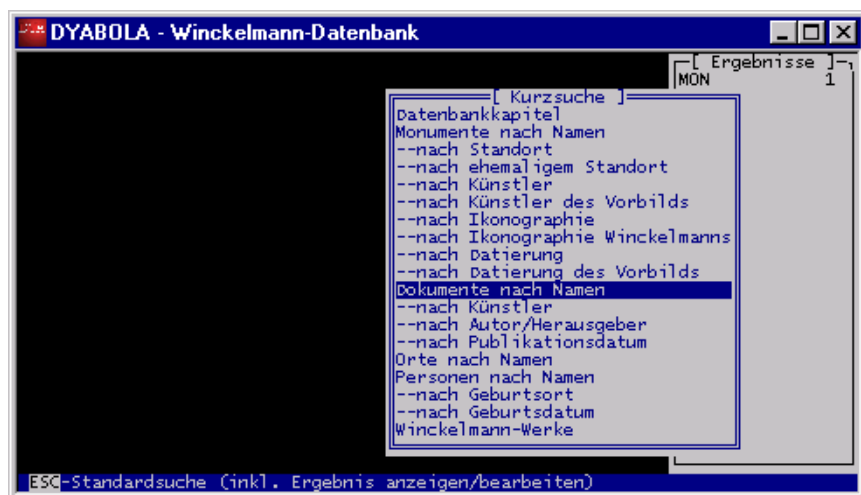 DYABOLA - Winckelmann-Datenbank
[ Ergebnisse ]
MON 1
[ Kurzsuche ]
Datenbankkapitel
Monumente nach Namen
--nach Standort
--nach ehemaligem Standort
--nach Künstler
--nach Künstler des Vorbilds
--nach Ikonographie
--nach Ikonographie Winckelmanns
--nach Datierung
--nach Datierung des Vorbilds
Dokumente nach Namen
--nach Künstler
--nach Autor/Herausgeber
--nach Publikationsdatum
Orte nach Namen
Personen nach Namen
--nach Geburtsort
--nach Geburtsdatum
Winckelmann-Werke
ESC-Standardsuche (inkl. Ergebnis anzeigen/bearbeiten)